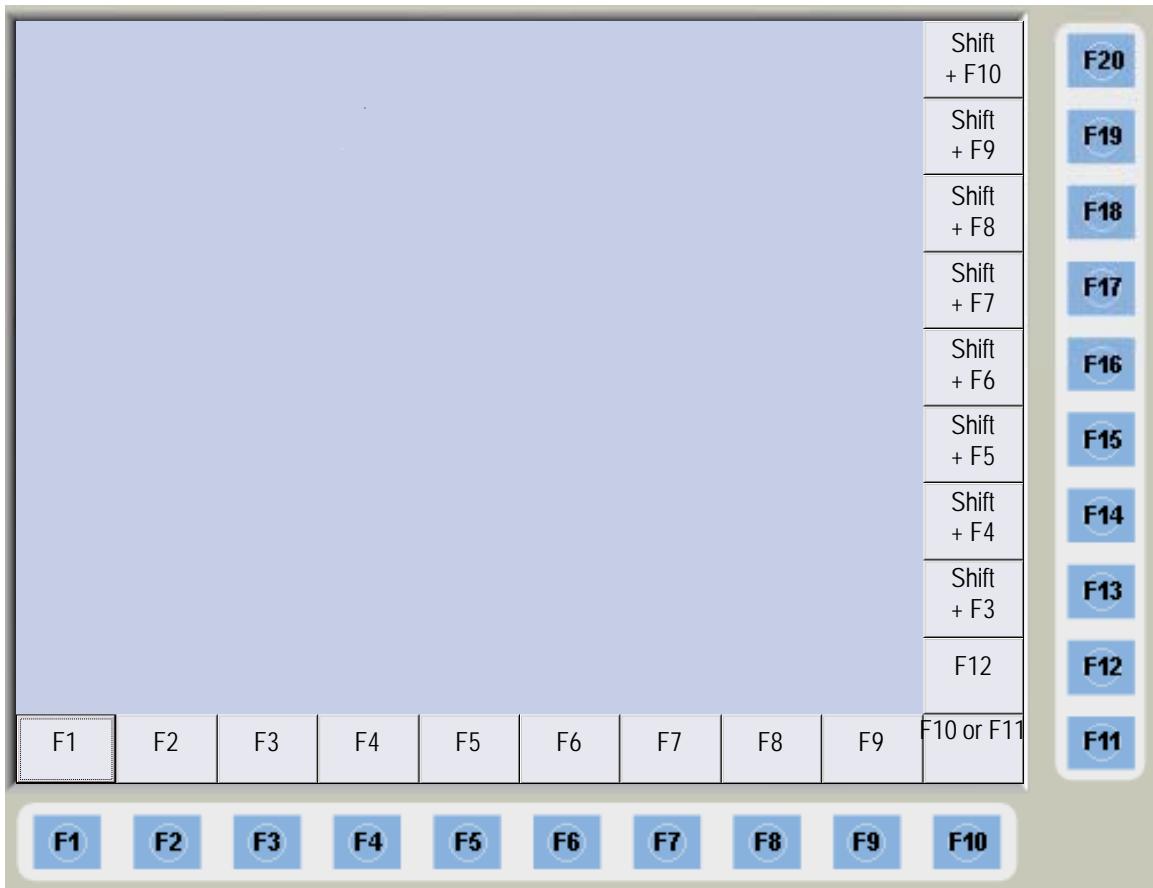 Shift
+ F10
F20
Shift
+ F9
F19
Shift
+ F8
F18
Shift
+ F7
F17
Shift
+ F6
F16
Shift
+ F5
F15
Shift
+ F4
F14
Shift
+ F3
F13
F12
F12
F1 F2 F3 F4 F5 F6 F7 F8 F9 F10 or F11
F11
F1 F2 F3 F4 F5 F6 F7 F8 F9 F10